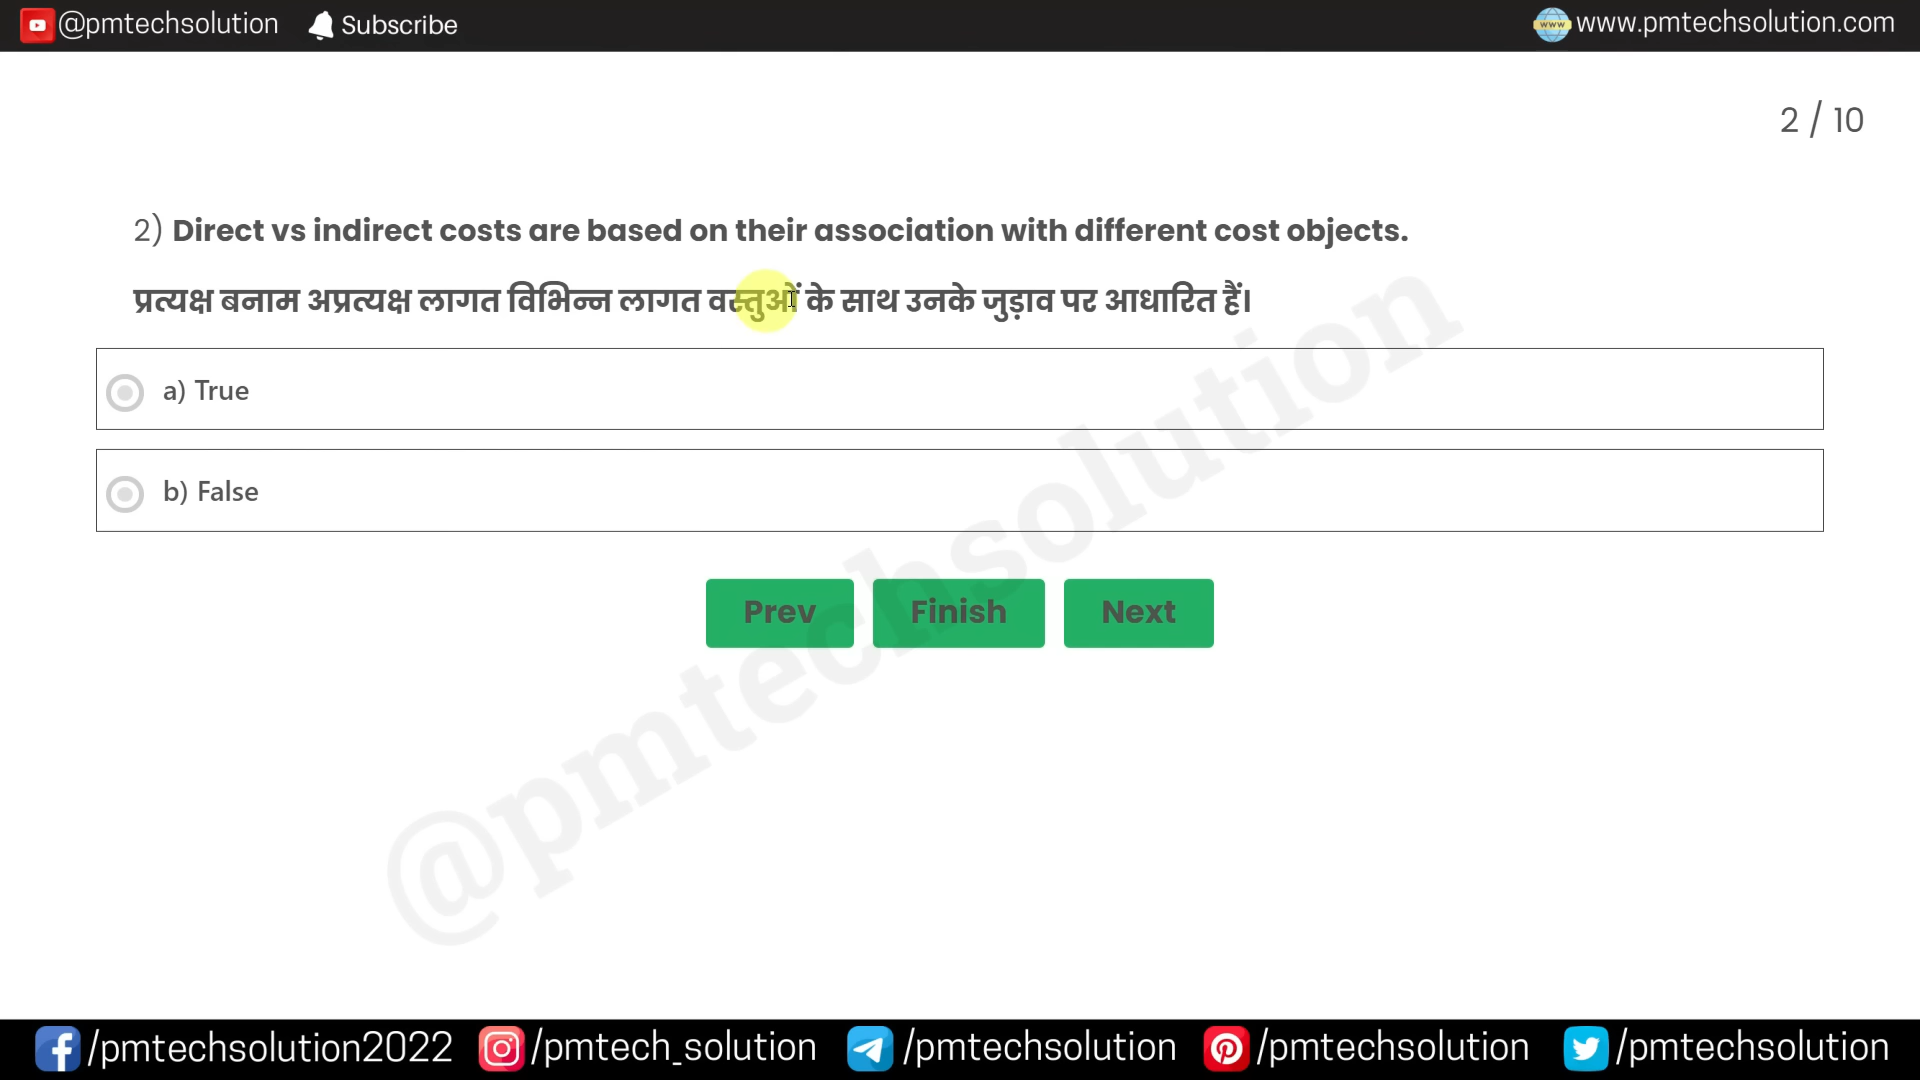 @pmtechsolution Subscribe www.pmtechsolution.com
2 / 10
2) Direct vs indirect costs are based on their association with different cost objects.
प्रत्यक्ष बनाम अप्रत्यक्ष लागत विभिन्न लागत वस्तुओं के साथ उनके जुड़ाव पर आधारित हैं।
a) True
b) False
Prev Finish Next
@pmtechsolution
/pmtechsolution2022 /pmtech_solution /pmtechsolution /pmtechsolution /pmtechsolution